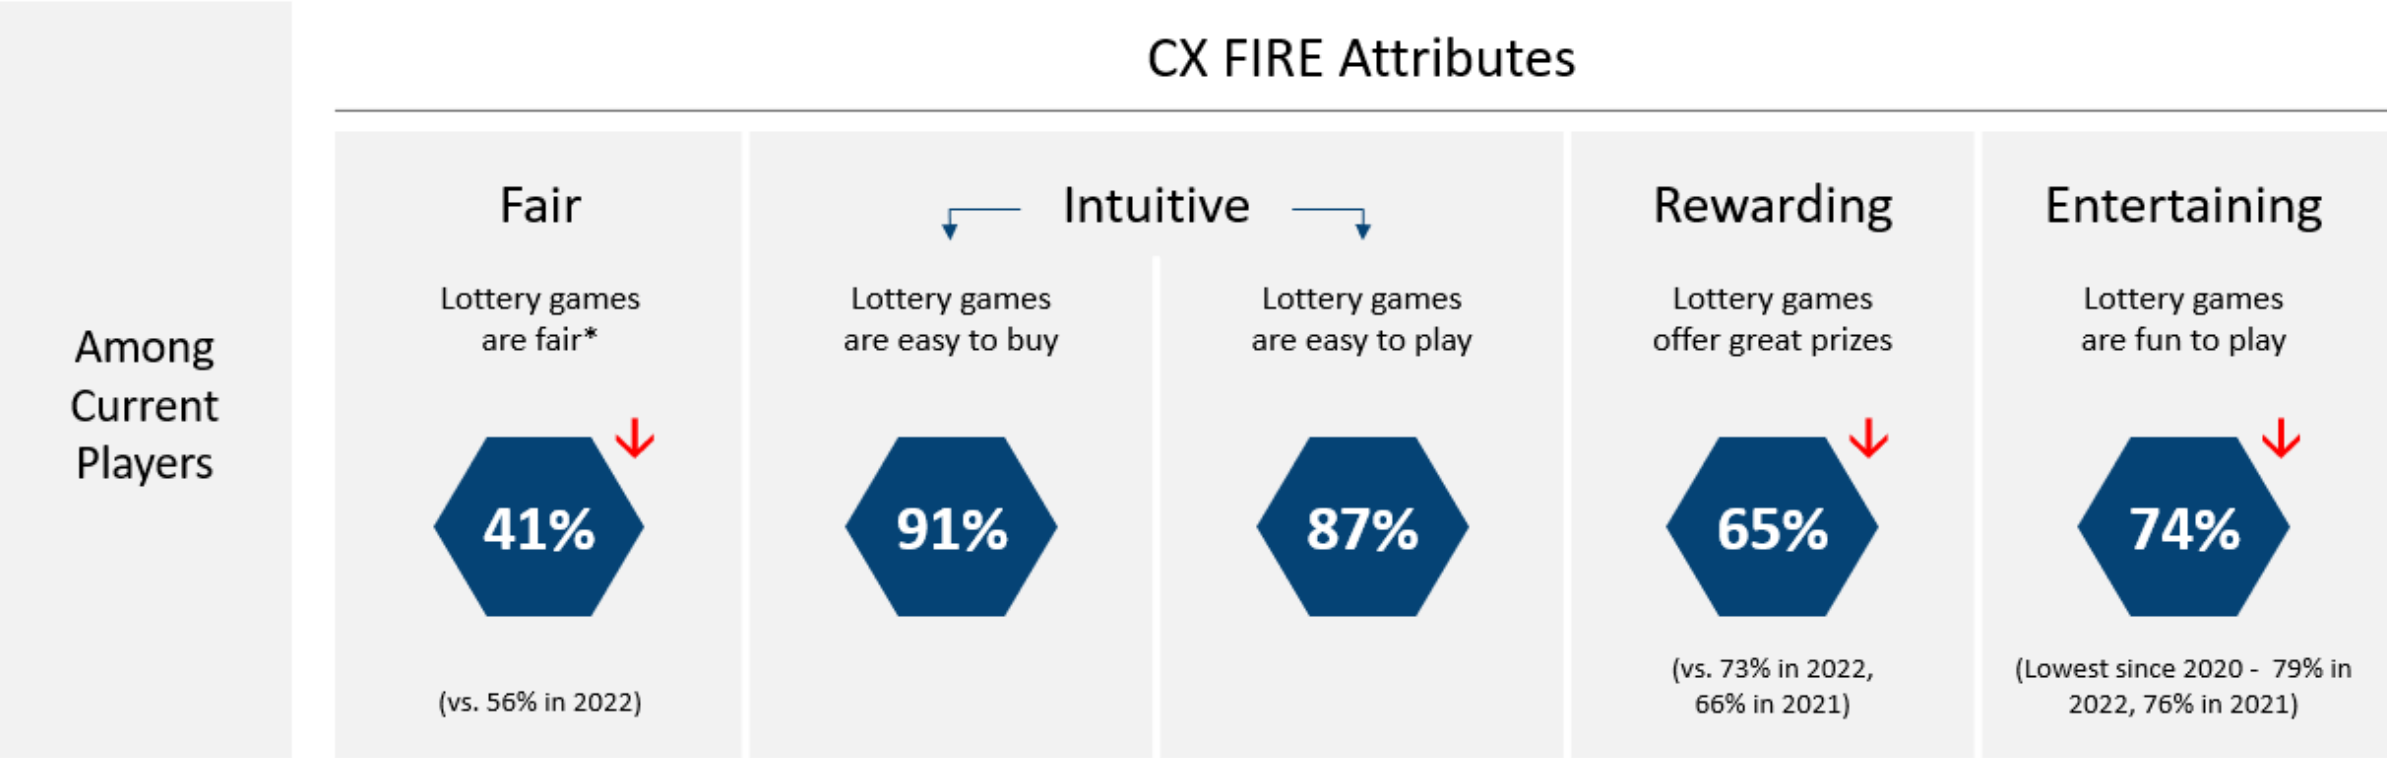 CX FIRE Attributes
Among
Current
Players
Fair
Lottery games
are fair*
41%
(vs. 56% in 2022)
Intuitive
Lottery games
are easy to buy
91%
Lottery games
are easy to play
87%
Rewarding
Lottery games
offer great prizes
65%
(vs. 73% in 2022,
66% in 2021)
Entertaining
Lottery games
are fun to play
74%
(Lowest since 2020 -  79% in
2022, 76% in 2021)